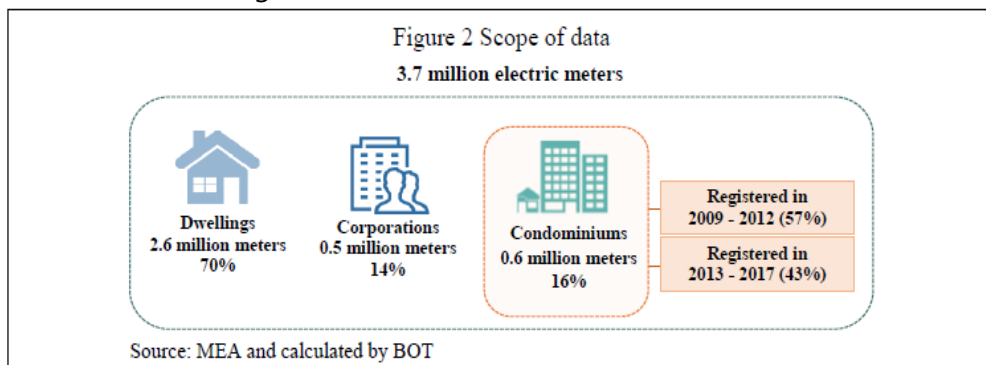 Figure 2 Scope of data
3.7 million electric meters
Dwellings
2.6 million meters
70%
Corporations
0.5 million meters
14%
Condominiums
0.6 million meters
16%
Registered in
2009 - 2012 (57%)
Registered in
2013 - 2017 (43%)
Source: MEA and calculated by BOT